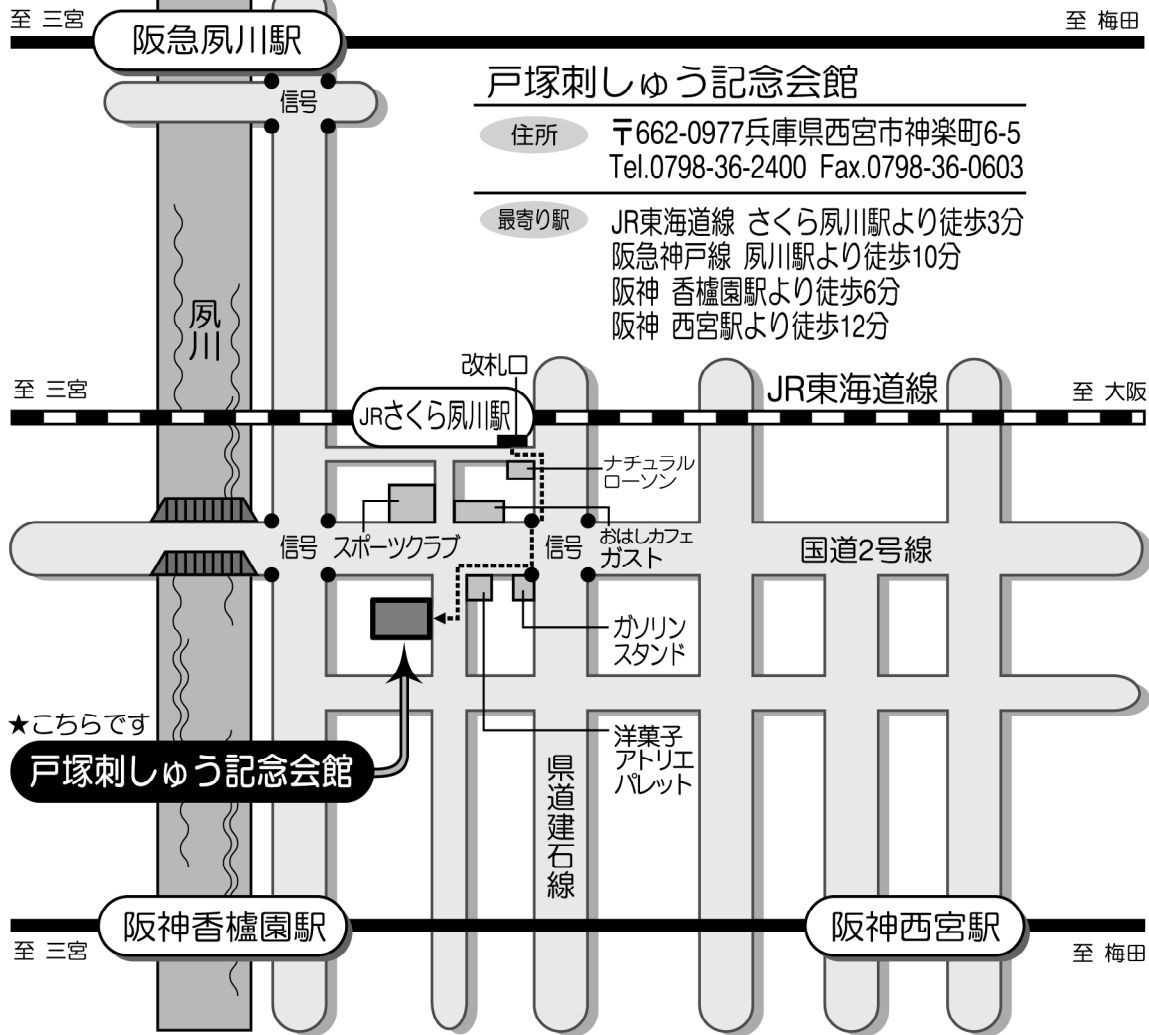 至 三宮
至 梅田
阪急夙川駅
信号
戸塚刺しゅう記念会館
住所
〒662-0977兵庫県西宮市神楽町6-5
Tel.0798-36-2400 Fax.0798-36-0603
最寄り駅
JR東海道線 さくら夙川駅より徒歩3分
阪急神戸線 夙川駅より徒歩10分
阪神 香櫨園駅より徒歩6分
阪神 西宮駅より徒歩12分
夙川
改札口
至 三宮
JR東海道線
至 大阪
JRさくら夙川駅
ナチュラル
ローソン
信号
スポーツクラブ
信号
おはしカフェ
ガスト
国道2号線
ガソリン
スタンド
★こちらです
戸塚刺しゅう記念会館
洋菓子
アトリエ
パレット
県道建石線
阪神香櫨園駅
阪神西宮駅
至 三宮
至 梅田